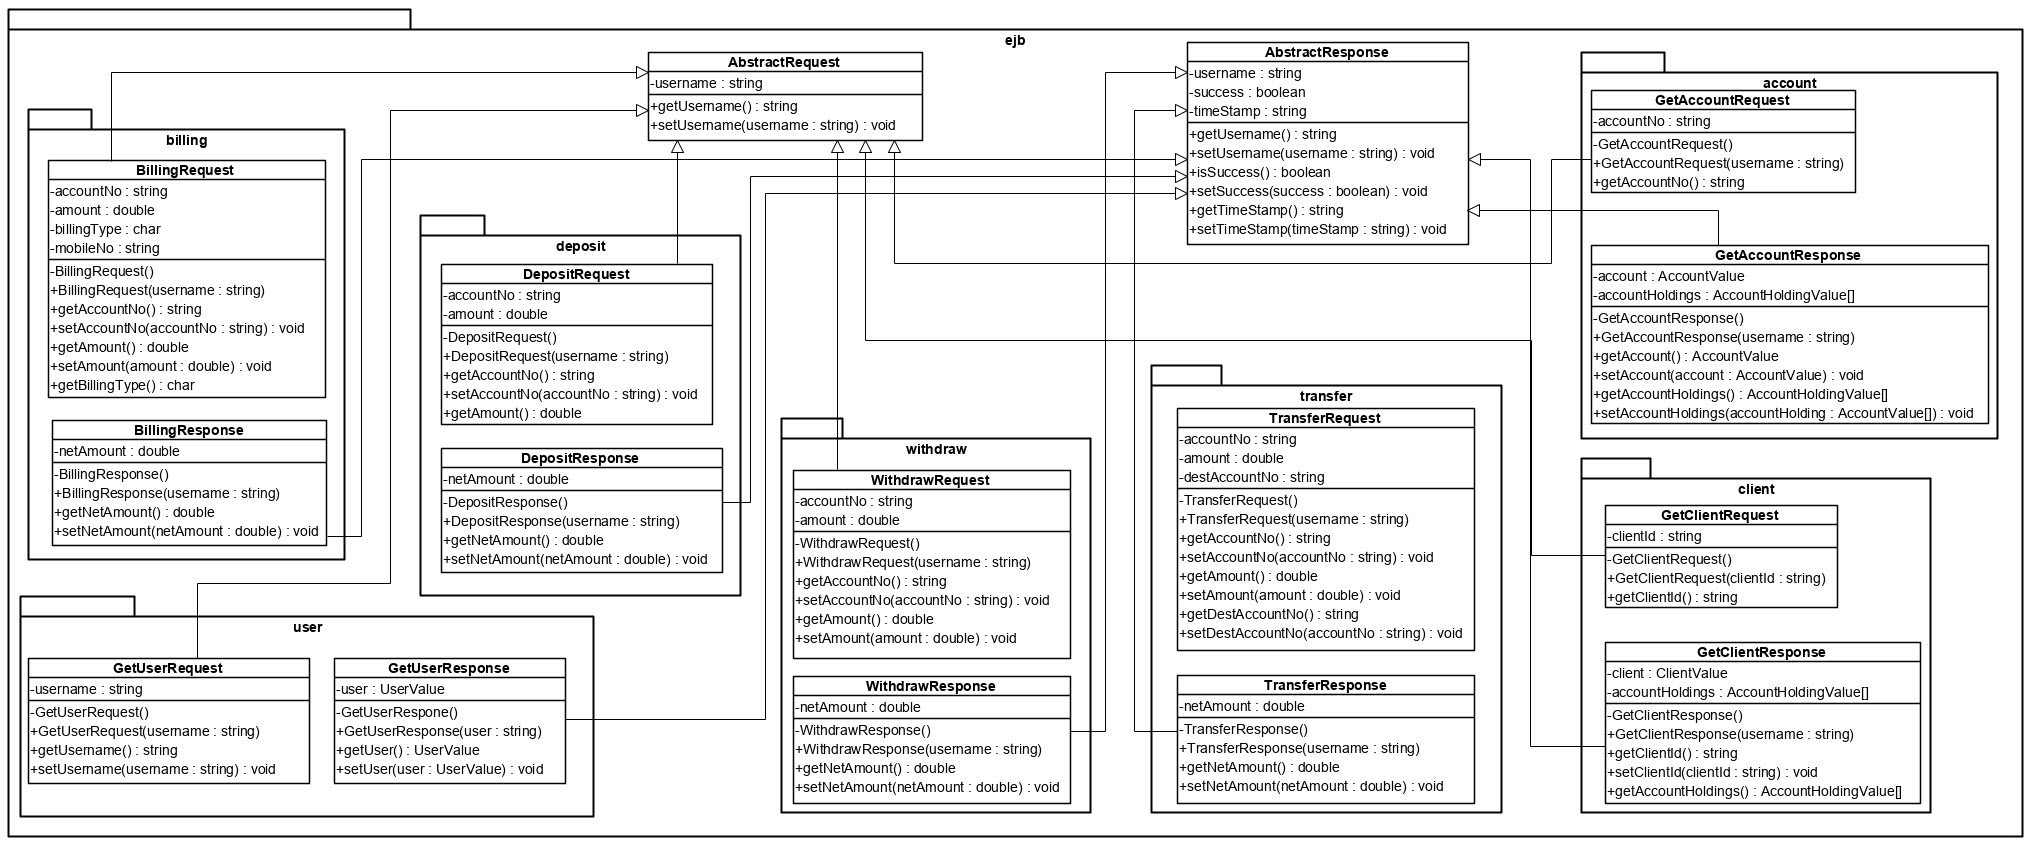 ejb
AbstractRequest
-username : string
+getUsername() : string
+setUsername(username : string) : void
AbstractResponse
-username : string
-success : boolean
-timeStamp : string
+getUsername() : string
+setUsername(username : string) : void
+isSuccess() : boolean
+setSuccess(success : boolean) : void
+getTimeStamp() : string
+setTimeStamp(timeStamp : string) : void
account
GetAccountRequest
-accountNo : string
-GetAccountRequest()
+GetAccountRequest(username : string)
+getAccountNo() : string
GetAccountResponse
-account : AccountValue
-accountHoldings : AccountHoldingValue[]
-GetAccountResponse()
+GetAccountResponse(username : string)
+getAccount() : AccountValue
+setAccount(account : AccountValue) : void
+getAccountHoldings() : AccountHoldingValue[]
+setAccountHoldings(accountHolding : AccountValue[]) : void
billing
BillingRequest
-accountNo : string
-amount : double
-billingType : char
-mobileNo : string
-BillingRequest()
+BillingRequest(username : string)
+getAccountNo() : string
+setAccountNo(accountNo : string) : void
+getAmount() : double
+setAmount(amount : double) : void
+getBillingType() : char
BillingResponse
-netAmount : double
-BillingResponse()
+BillingResponse(username : string)
+getNetAmount() : double
+setNetAmount(netAmount : double) : void
deposit
DepositRequest
-accountNo : string
-amount : double
-DepositRequest()
+DepositRequest(username : string)
+getAccountNo() : string
+setAccountNo(accountNo : string) : void
+getAmount() : double
DepositResponse
-netAmount : double
-DepositResponse()
+DepositResponse(username : string)
+getNetAmount() : double
+setNetAmount(netAmount : double) : void
withdraw
WithdrawRequest
-accountNo : string
-amount : double
-WithdrawRequest()
+WithdrawRequest(username : string)
+getAccountNo() : string
+setAccountNo(accountNo : string) : void
+getAmount() : double
+setAmount(amount : double) : void
WithdrawResponse
-netAmount : double
-WithdrawResponse()
+WithdrawResponse(username : string)
+getNetAmount() : double
+setNetAmount(netAmount : double) : void
transfer
TransferRequest
-accountNo : string
-amount : double
-destAccountNo : string
-TransferRequest()
+TransferRequest(username : string)
+getAccountNo() : string
+setAccountNo(accountNo : string) : void
+getAmount() : double
+setAmount(amount : double) : void
+getDestAccountNo() : string
+setDestAccountNo(accountNo : string) : void
TransferResponse
-netAmount : double
-TransferResponse()
+TransferResponse(username : string)
+getNetAmount() : double
+setNetAmount(netAmount : double) : void
client
GetClientRequest
-clientId : string
-GetClientRequest()
+GetClientRequest(clientId : string)
+getClientId() : string
GetClientResponse
-client : ClientValue
-accountHoldings : AccountHoldingValue[]
-GetClientResponse()
+GetClientResponse(username : string)
+getClientId() : string
+setClientId(clientId : string) : void
+getAccountHoldings() : AccountHoldingValue[]
user
GetUserRequest
-username : string
-GetUserRequest()
+GetUserRequest(username : string)
+getUsername() : string
+setUsername(username : string) : void
GetUserResponse
-user : UserValue
-GetUserRespone()
+GetUserResponse(user : string)
+getUser() : UserValue
+setUser(user : UserValue) : void